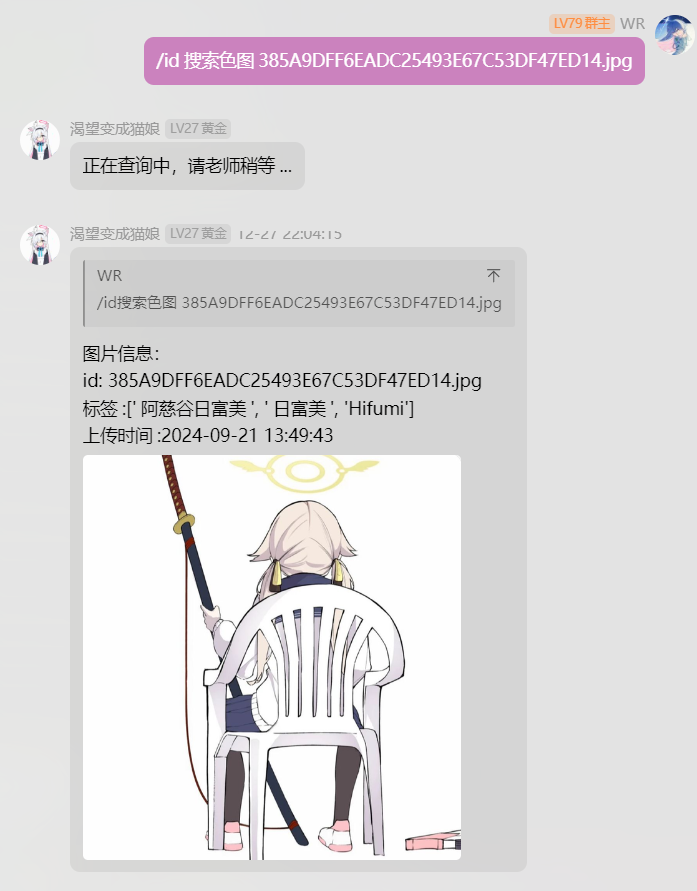 LV79 群主 WR
/id 搜索色图 385A9DFF6EADC25493E67C53DF47ED14.jpg
渴望变成猫娘 LV27 黄金
正在查询中，请老师稍等 ...
渴望变成猫娘 LV27 黄金 12-27 22:04:15
WR
/id搜索色图 385A9DFF6EADC25493E67C53DF47ED14.jpg
图片信息：
id: 385A9DFF6EADC25493E67C53DF47ED14.jpg
标签 :[' 阿慈谷日富美 ', ' 日富美 ', 'Hifumi']
上传时间 :2024-09-21 13:49:43